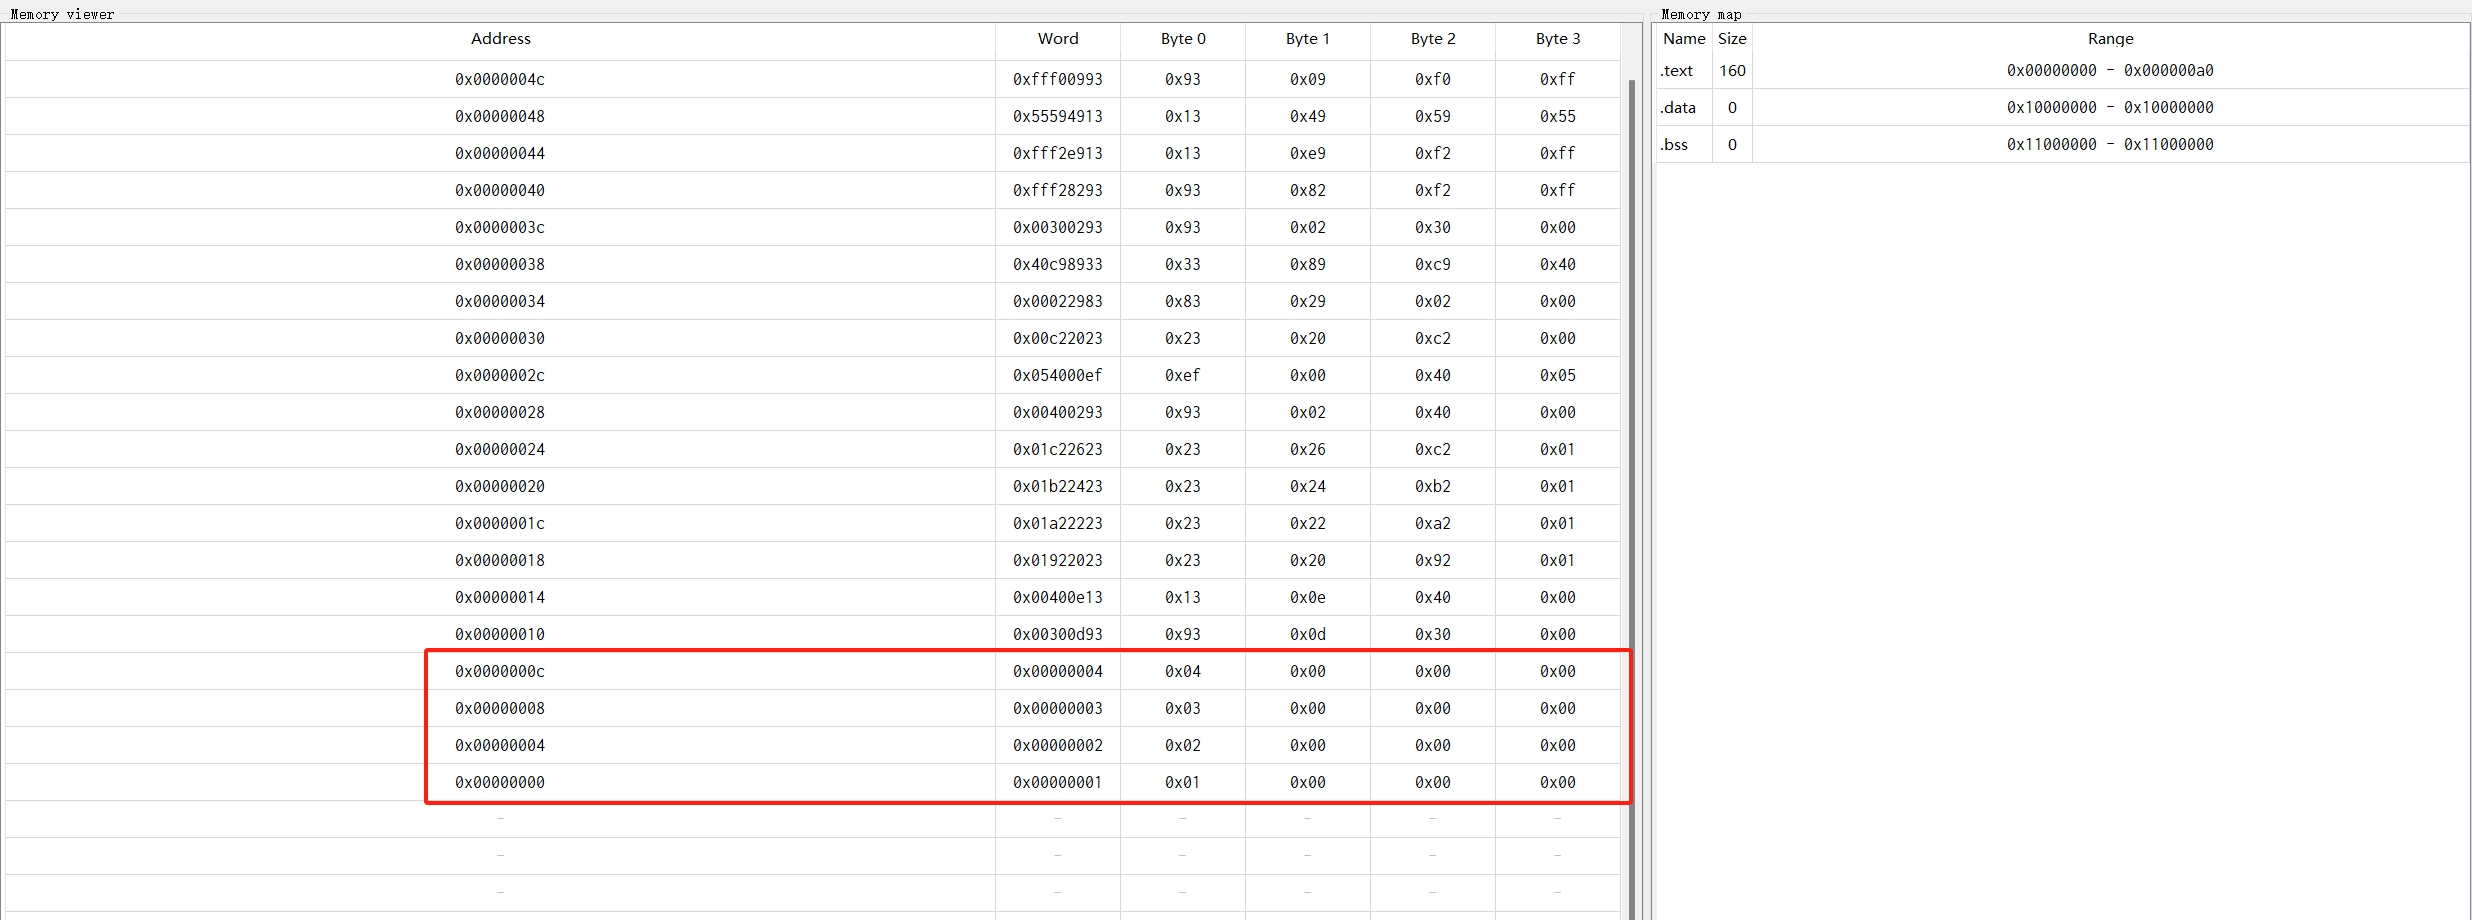 Memory viewer
Address Word Byte 0 Byte 1 Byte 2 Byte 3
0x0000004c 0xfff00993 0x93 0x09 0xf0 0xff
0x00000048 0x55594913 0x13 0x49 0x59 0x55
0x00000044 0xfff2e913 0x13 0xe9 0xf2 0xff
0x00000040 0xfff28293 0x93 0x82 0xf2 0xff
0x0000003c 0x00300293 0x93 0x02 0x30 0x00
0x00000038 0x40c98933 0x33 0x89 0xc9 0x40
0x00000034 0x00022983 0x83 0x29 0x02 0x00
0x00000030 0x00c22023 0x23 0x20 0xc2 0x00
0x0000002c 0x054000ef 0xef 0x00 0x40 0x05
0x00000028 0x00400293 0x93 0x02 0x40 0x00
0x00000024 0x01c22623 0x23 0x26 0xc2 0x01
0x00000020 0x01b22423 0x23 0x24 0xb2 0x01
0x0000001c 0x01a22223 0x23 0x22 0xa2 0x01
0x00000018 0x01922023 0x23 0x20 0x92 0x01
0x00000014 0x00400e13 0x13 0x0e 0x40 0x00
0x00000010 0x00300d93 0x93 0x0d 0x30 0x00
0x0000000c 0x00000004 0x04 0x00 0x00 0x00
0x00000008 0x00000003 0x03 0x00 0x00 0x00
0x00000004 0x00000002 0x02 0x00 0x00 0x00
0x00000000 0x00000001 0x01 0x00 0x00 0x00
- - - - - -
- - - - - -
- - - - - -
Memory map
Name Size Range
.text 160 0x00000000 - 0x000000a0
.data 0 0x10000000 - 0x10000000
.bss 0 0x11000000 - 0x11000000